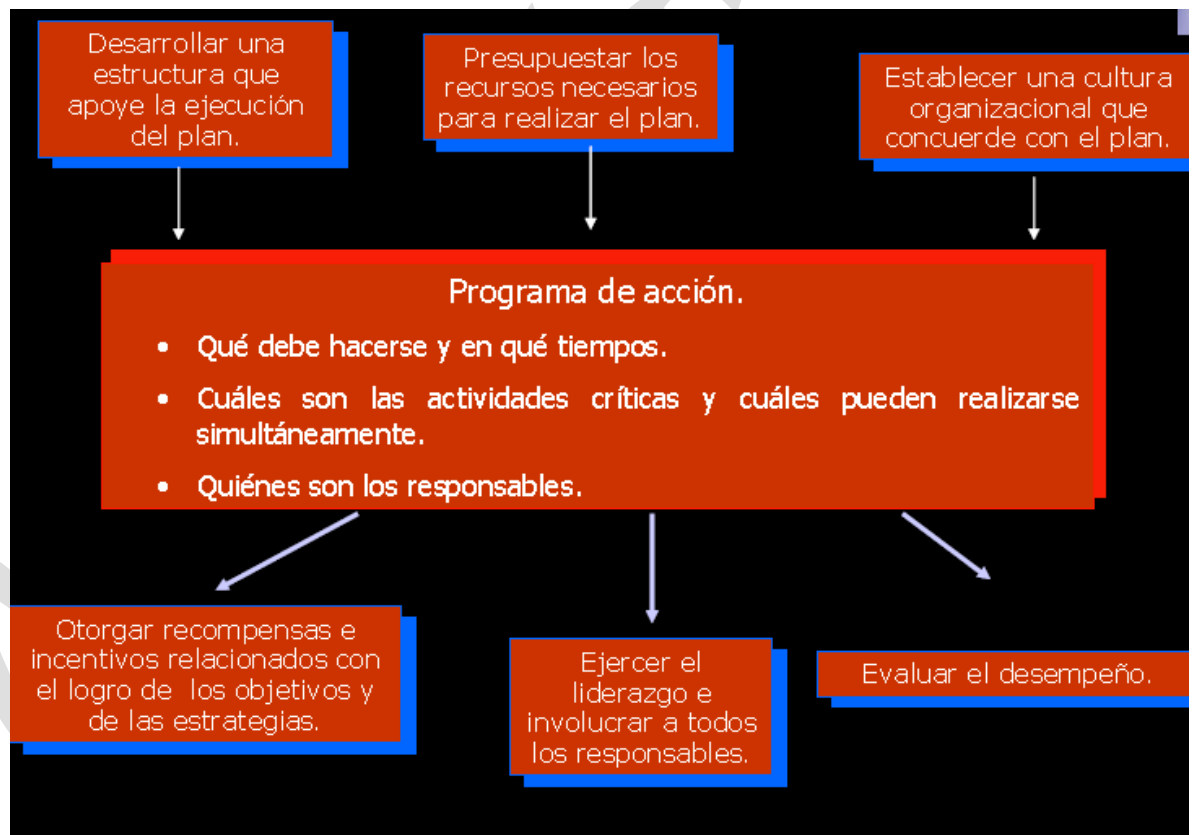 Desarrollar una
estructura que
apoye la ejecución
del plan.
Presupuestar los
recursos necesarios
para realizar el plan.
Establecer una cultura
organizacional que
concuerde con el plan.
Programa de acción.
• Qué debe hacerse y en qué tiempos.
• Cuáles son las actividades críticas y cuáles pueden realizarse
simultáneamente.
• Quiénes son los responsables.
Otorgar recompensas e
incentivos relacionados con
el logro de los objetivos y
de las estrategias.
Ejercer el
liderazgo e
involucrar a todos
los responsables.
Evaluar el desempeño.